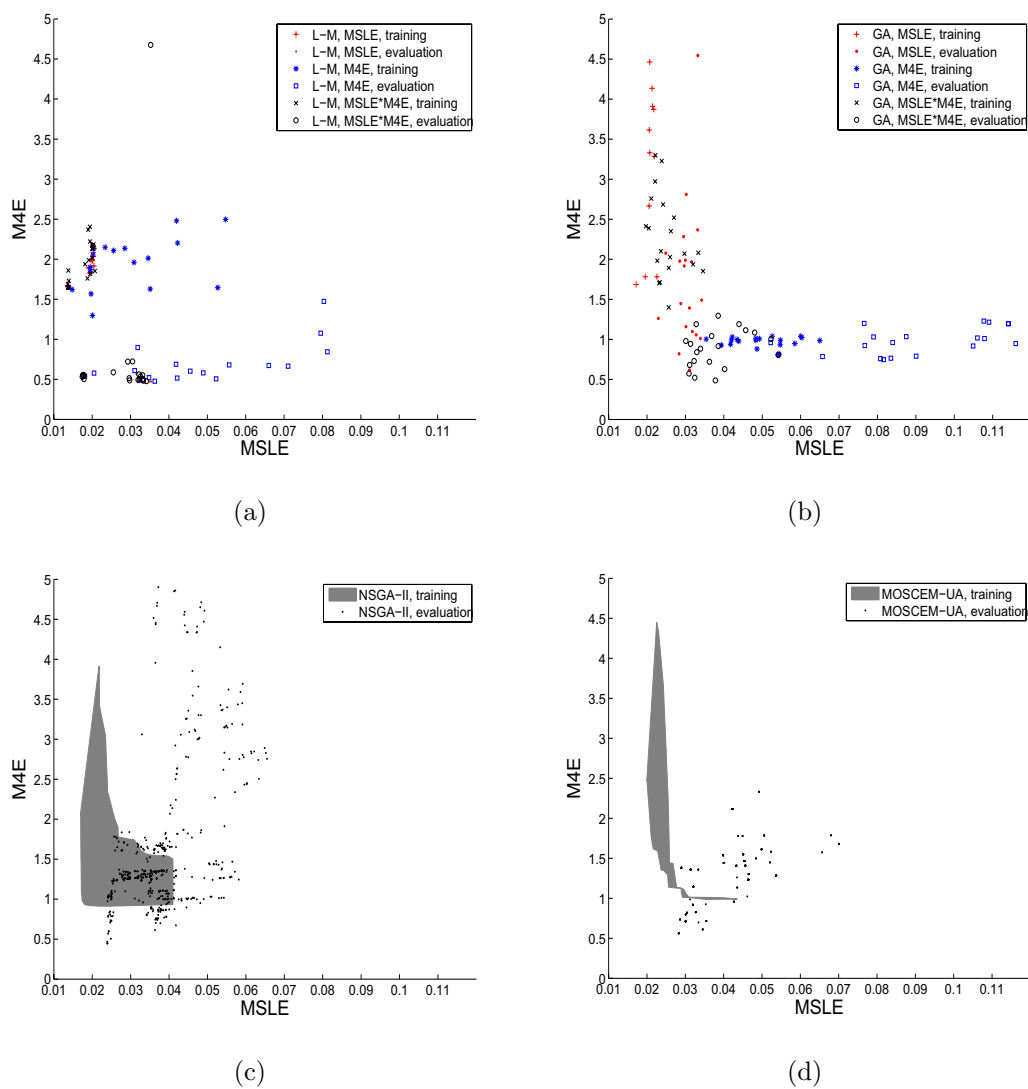 5
4.5
4
3.5
3
2.5
2
1.5
1
0.5
0
M4E
0.01 0.02 0.03 0.04 0.05 0.06 0.07 0.08 0.09 0.1 0.11
MSLE
L−M, MSLE, training
L−M, MSLE, evaluation
L−M, M4E, training
L−M, M4E, evaluation
L−M, MSLE*M4E, training
L−M, MSLE*M4E, evaluation
(a)
5
4.5
4
3.5
3
2.5
2
1.5
1
0.5
0
M4E
0.01 0.02 0.03 0.04 0.05 0.06 0.07 0.08 0.09 0.1 0.11
MSLE
GA, MSLE, training
GA, MSLE, evaluation
GA, M4E, training
GA, M4E, evaluation
GA, MSLE*M4E, training
GA, MSLE*M4E, evaluation
(b)
5
4.5
4
3.5
3
2.5
2
1.5
1
0.5
0
M4E
0.01 0.02 0.03 0.04 0.05 0.06 0.07 0.08 0.09 0.1 0.11
MSLE
NSGA−II, training
NSGA−II, evaluation
(c)
5
4.5
4
3.5
3
2.5
2
1.5
1
0.5
0
M4E
0.01 0.02 0.03 0.04 0.05 0.06 0.07 0.08 0.09 0.1 0.11
MSLE
MOSCEM−UA, training
MOSCEM−UA, evaluation
(d)